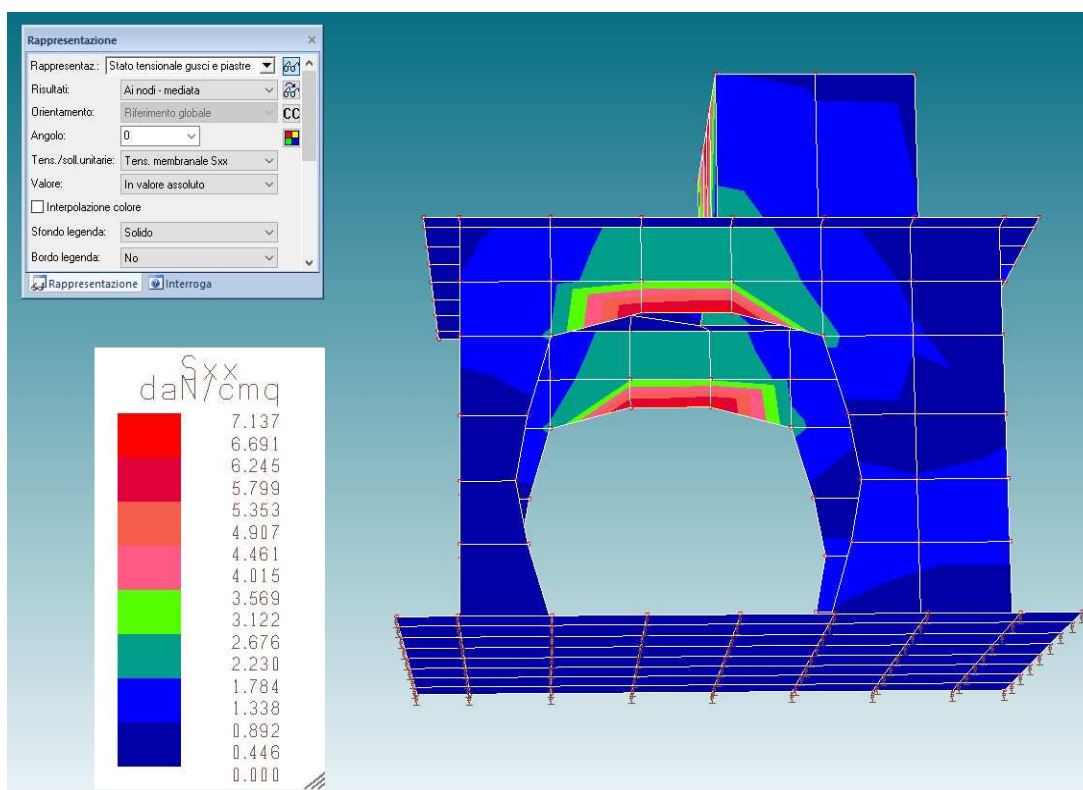 Rappresentazione
Rappresentaz.: Stato tensionale gusci e piastre
Risultati: Ai nodi - mediata
Orientamento: Riferimento globale CC
Angolo: 0
Tens./soll.unitarie: Tens. membranale Sxx
Valore: In valore assoluto
Interpolazione colore
Sfondo legenda: Solido
Bordo legenda: No
Rappresentazione Interroga
Sxx
daN/cmq
7.137
6.691
6.245
5.799
5.353
4.907
4.461
4.015
3.569
3.122
2.676
2.230
1.784
1.338
0.892
0.446
0.000